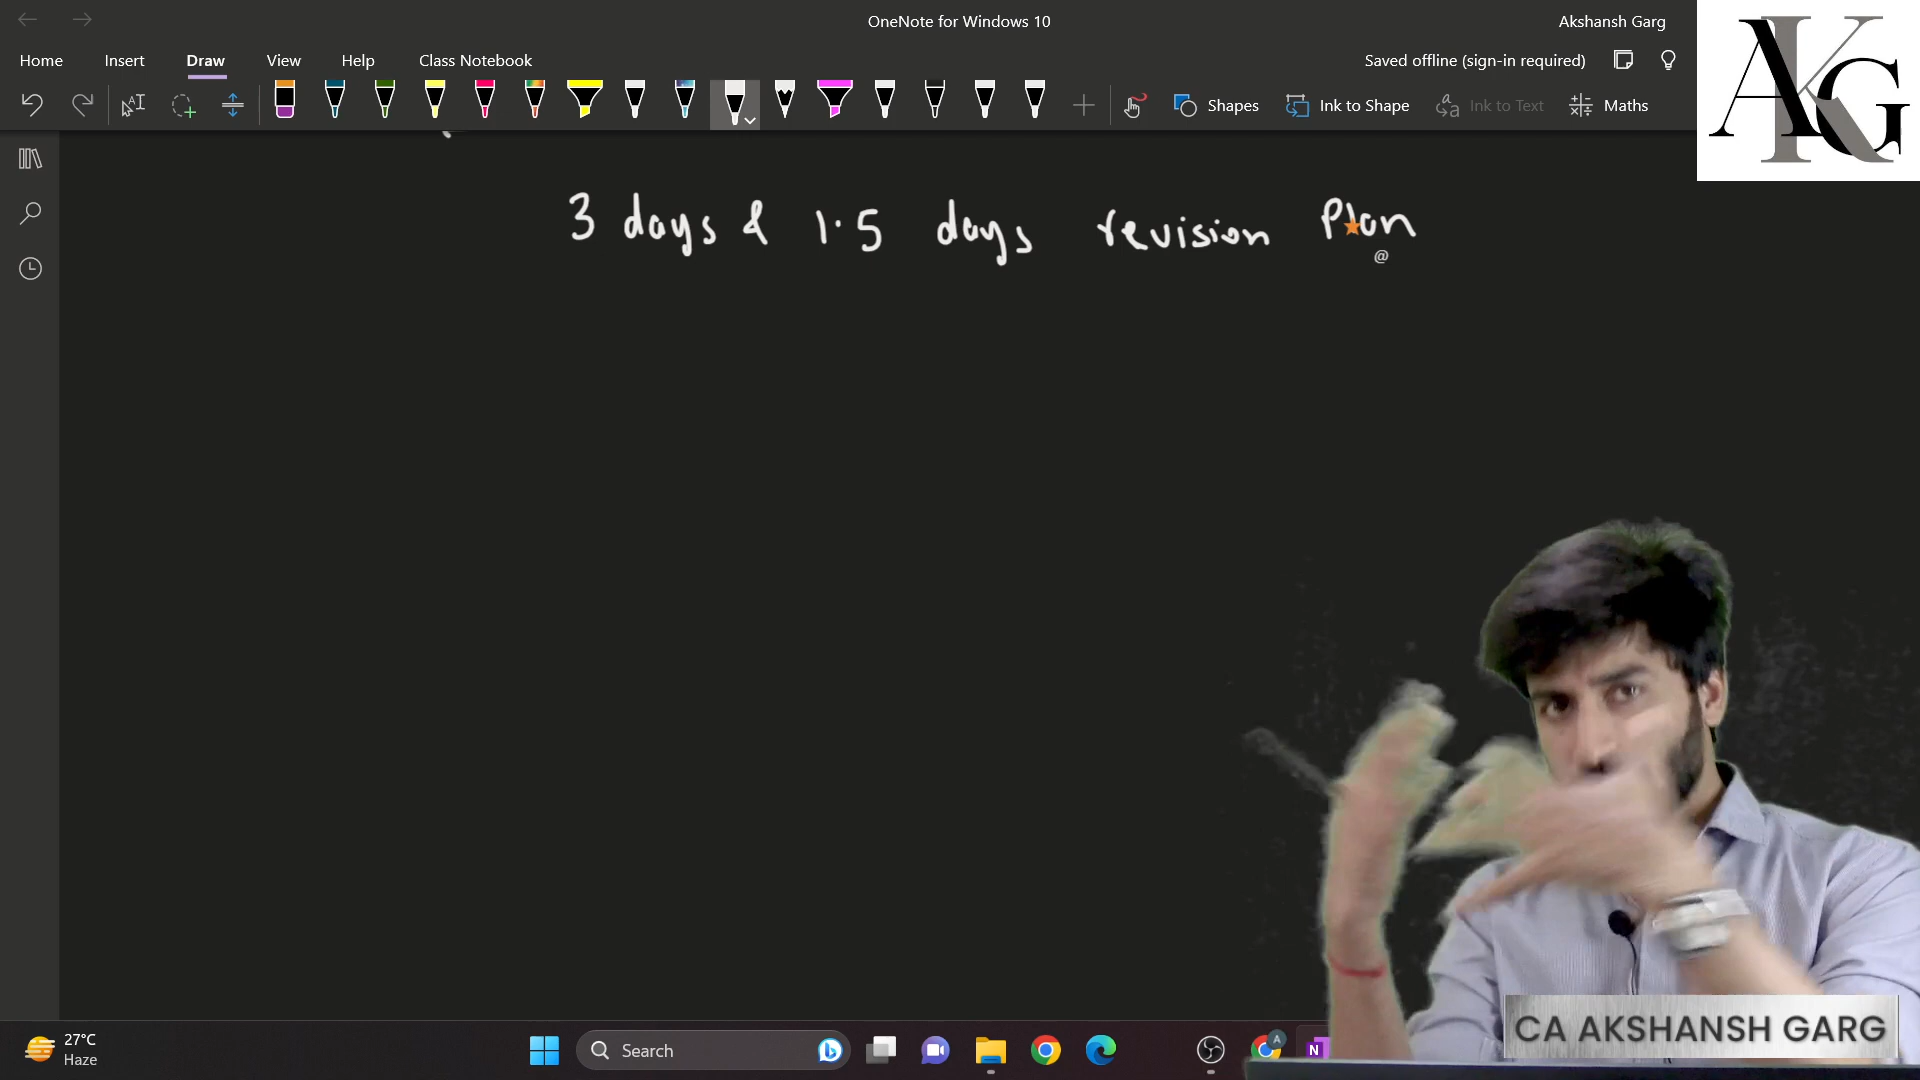 OneNote for Windows 10
Akshansh Garg
Home Insert Draw View Help Class Notebook
Saved offline (sign-in required)
Shapes Ink to Shape Ink to Text Maths
AKG
3 days & 1.5 days revision Plan
@
27°C
Haze
Search
A
N
CA AKSHANSH GARG